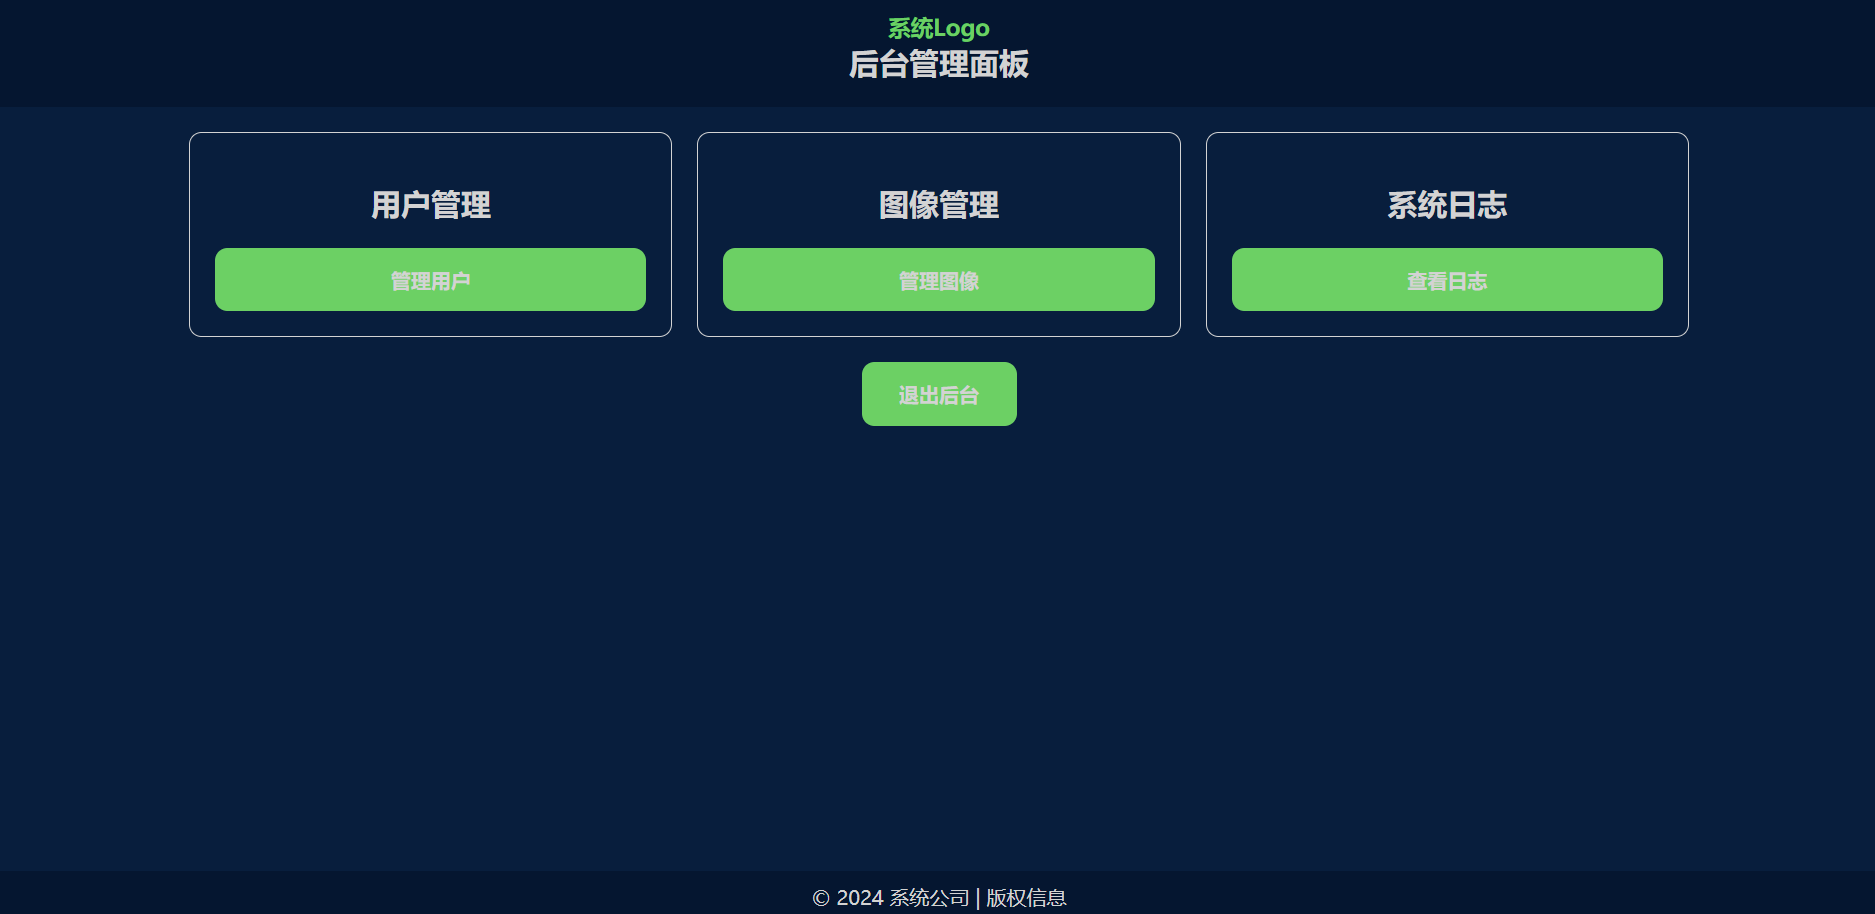 系统Logo
后台管理面板
用户管理
图像管理
系统日志
管理用户
管理图像
查看日志
退出后台
© 2024 系统公司 | 版权信息